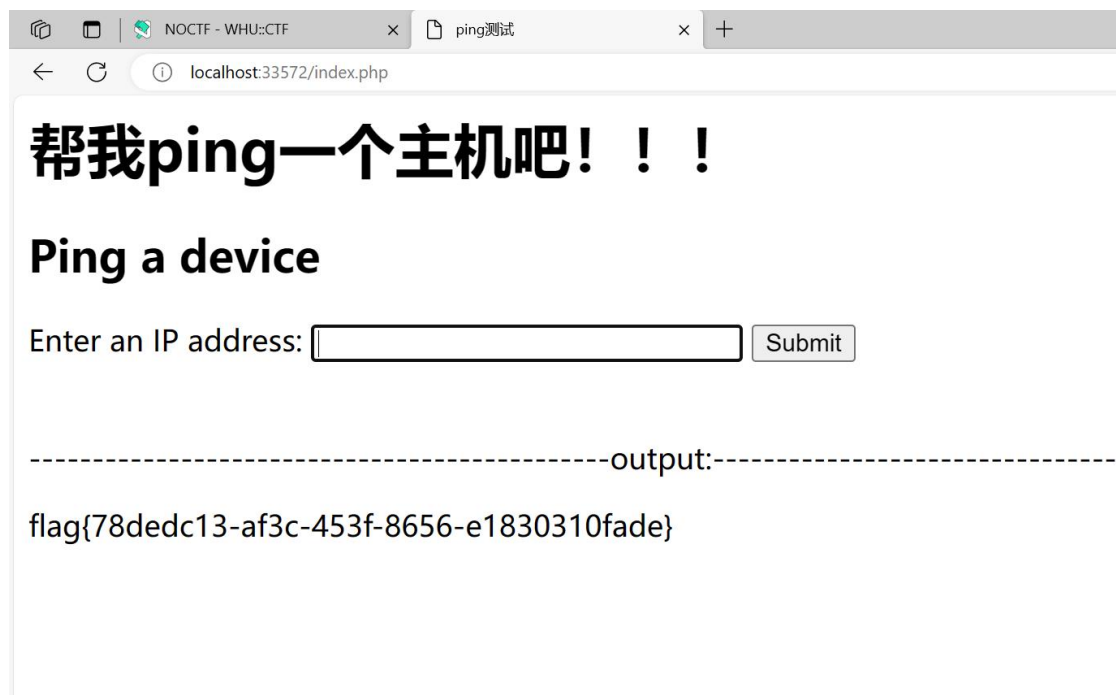 NOCTF - WHU::CTF
ping测试
localhost:33572/index.php
帮我ping一个主机吧！！！
Ping a device
Enter an IP address: Submit
----------------------------------------------output:--------------------------------
flag{78dedc13-af3c-453f-8656-e1830310fade}